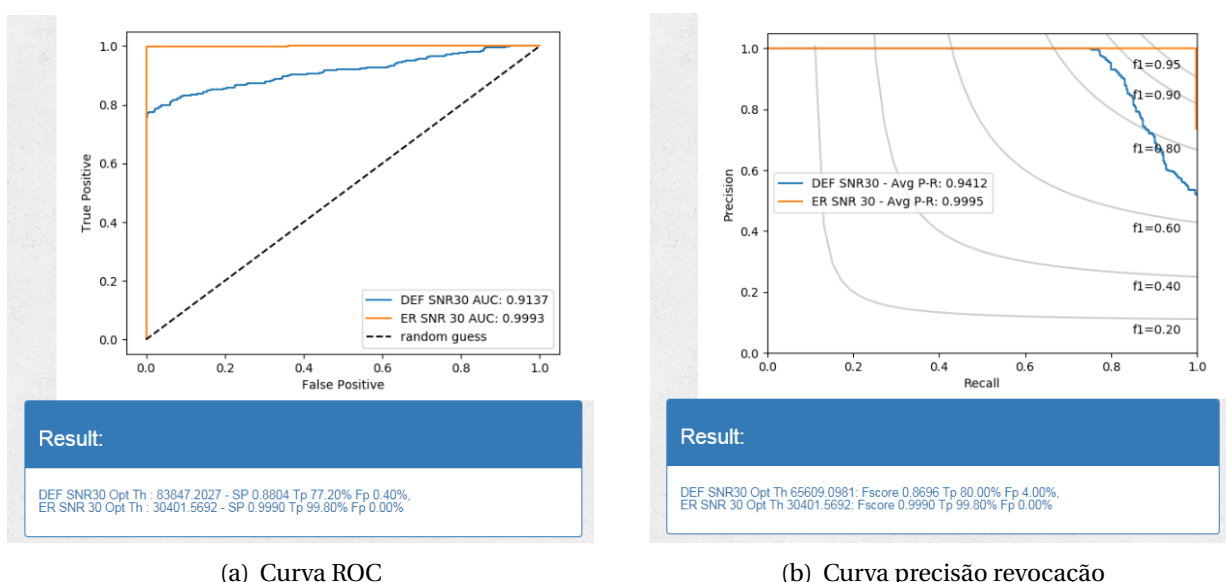 1.0
0.8
0.6
0.4
0.2
0.0
True Positive
DEF SNR30 AUC: 0.9137
ER SNR 30 AUC: 0.9993
random guess
0.0 0.2 0.4 0.6 0.8 1.0
False Positive
Result:
DEF SNR30 Opt Th : 83847.2027 - SP 0.8804 Tp 77.20% Fp 0.40%,
ER SNR 30 Opt Th : 30401.5692 - SP 0.9990 Tp 99.80% Fp 0.00%
(a) Curva ROC
1.0
0.8
0.6
0.4
0.2
0.0
Precision
f1=0.95
f1=0.90
f1=0.80
DEF SNR30 - Avg P-R: 0.9412
ER SNR 30 - Avg P-R: 0.9995
f1=0.60
f1=0.40
f1=0.20
0.0 0.2 0.4 0.6 0.8 1.0
Recall
Result:
DEF SNR30 Opt Th 65609.0981: Fscore 0.8696 Tp 80.00% Fp 4.00%,
ER SNR 30 Opt Th 30401.5692: Fscore 0.9990 Tp 99.80% Fp 0.00%
(b) Curva precisão revocação